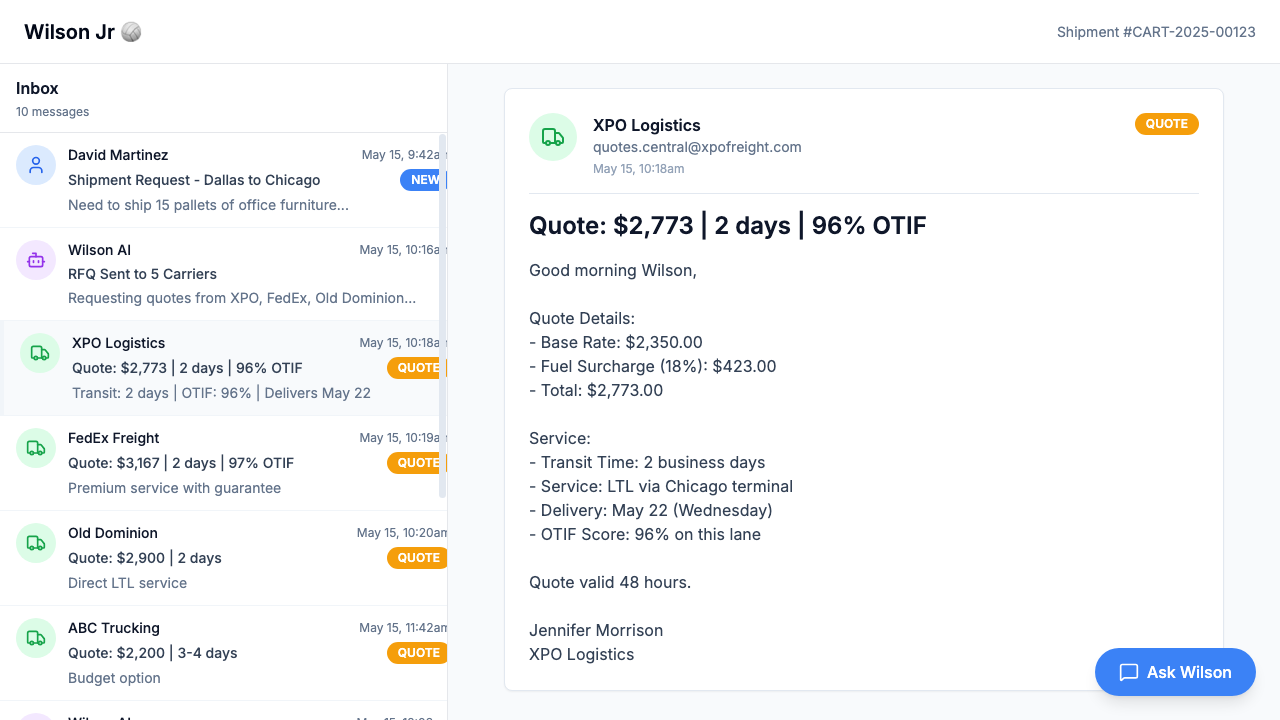 Wilson Jr
Shipment #CART-2025-00123
Inbox
10 messages
David Martinez
May 15, 9:42a
Shipment Request - Dallas to Chicago
NEW
Need to ship 15 pallets of office furniture...
Wilson AI
May 15, 10:16a
RFQ Sent to 5 Carriers
Requesting quotes from XPO, FedEx, Old Dominion...
XPO Logistics
May 15, 10:18a
Quote: $2,773 | 2 days | 96% OTIF
QUOTE
Transit: 2 days | OTIF: 96% | Delivers May 22
FedEx Freight
May 15, 10:19a
Quote: $3,167 | 2 days | 97% OTIF
QUOTE
Premium service with guarantee
Old Dominion
May 15, 10:20am
Quote: $2,900 | 2 days
QUOTE
Direct LTL service
ABC Trucking
May 15, 11:42am
Quote: $2,200 | 3-4 days
QUOTE
Budget option
XPO Logistics
QUOTE
quotes.central@xpofreight.com
May 15, 10:18am
Quote: $2,773 | 2 days | 96% OTIF
Good morning Wilson,
Quote Details:
- Base Rate: $2,350.00
- Fuel Surcharge (18%): $423.00
- Total: $2,773.00
Service:
- Transit Time: 2 business days
- Service: LTL via Chicago terminal
- Delivery: May 22 (Wednesday)
- OTIF Score: 96% on this lane
Quote valid 48 hours.
Jennifer Morrison
XPO Logistics
Ask Wilson